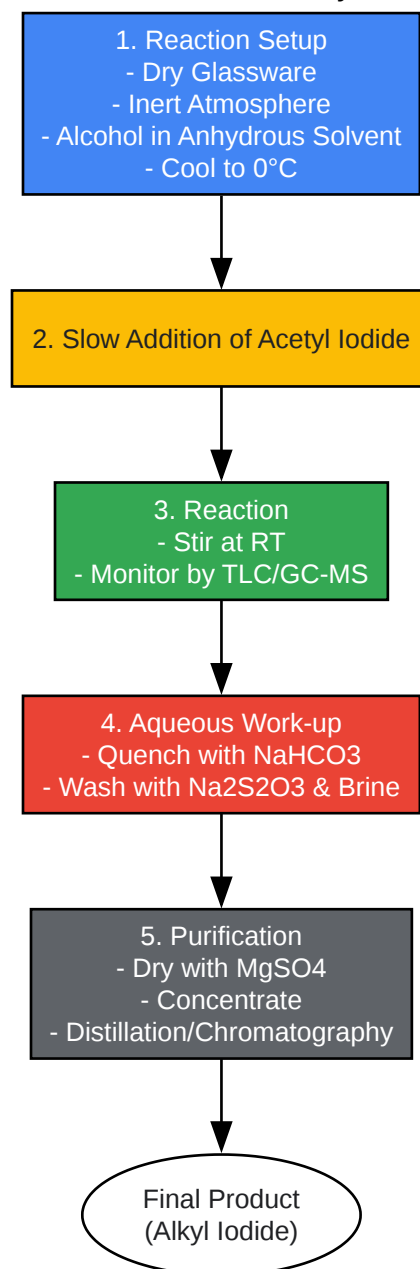 1. Reaction Setup
- Dry Glassware
- Inert Atmosphere
- Alcohol in Anhydrous Solvent
- Cool to 0°C
2. Slow Addition of Acetyl Iodide
3. Reaction
- Stir at RT
- Monitor by TLC/GC-MS
4. Aqueous Work-up
- Quench with NaHCO3
- Wash with Na2S2O3 & Brine
5. Purification
- Dry with MgSO4
- Concentrate
- Distillation/Chromatography
Final Product
(Alkyl Iodide)